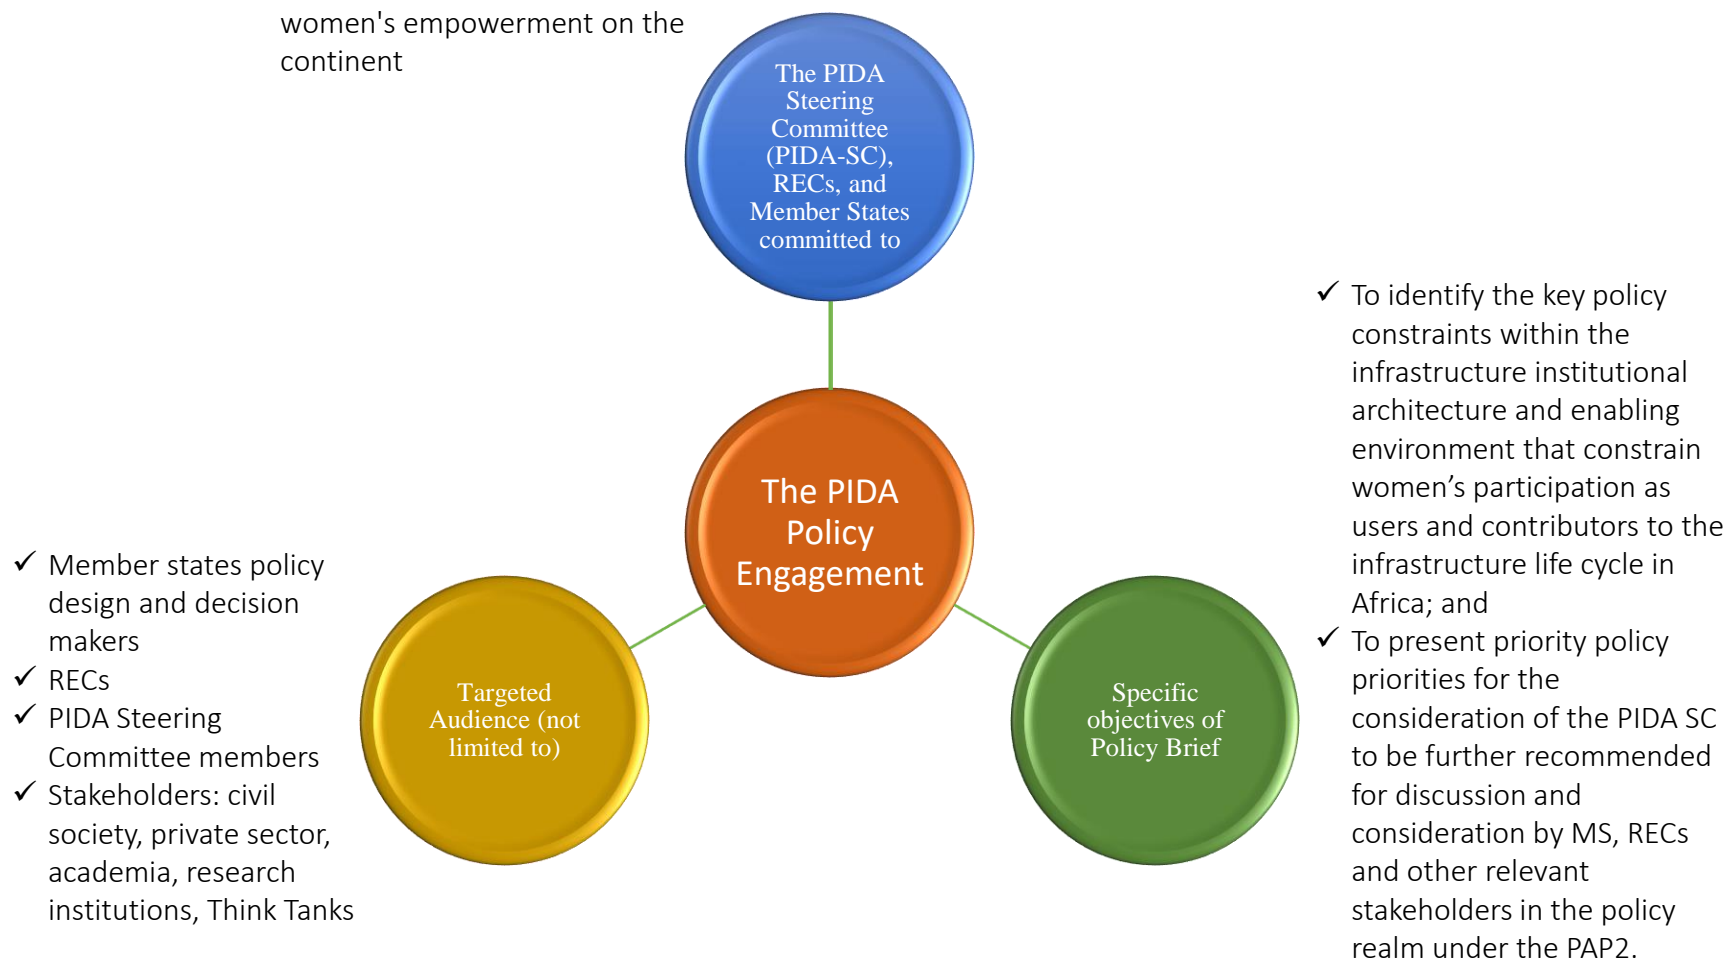 women's empowerment on the
continent
The PIDA
Steering
Committee
(PIDA-SC),
RECs, and
Member States
committed to
The PIDA
Policy
Engagement
✓ Member states policy
design and decision
makers
✓ RECs
✓ PIDA Steering
Committee members
✓ Stakeholders: civil
society, private sector,
academia, research
institutions, Think Tanks
Targeted
Audience (not
limited to)
Specific
objectives of
Policy Brief
✓ To identify the key policy
constraints within the
infrastructure institutional
architecture and enabling
environment that constrain
women’s participation as
users and contributors to the
infrastructure life cycle in
Africa; and
✓ To present priority policy
priorities for the
consideration of the PIDA SC
to be further recommended
for discussion and
consideration by MS, RECs
and other relevant
stakeholders in the policy
realm under the PAP2.